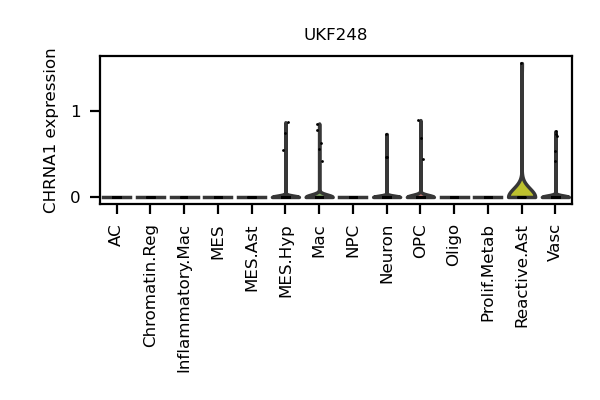 UKF248
CHRNA1 expression
1
0
AC
Chromatin.Reg
Inflammatory.Mac
MES
MES.Ast
MES.Hyp
Mac
NPC
Neuron
OPC
Oligo
Prolif.Metab
Reactive.Ast
Vasc